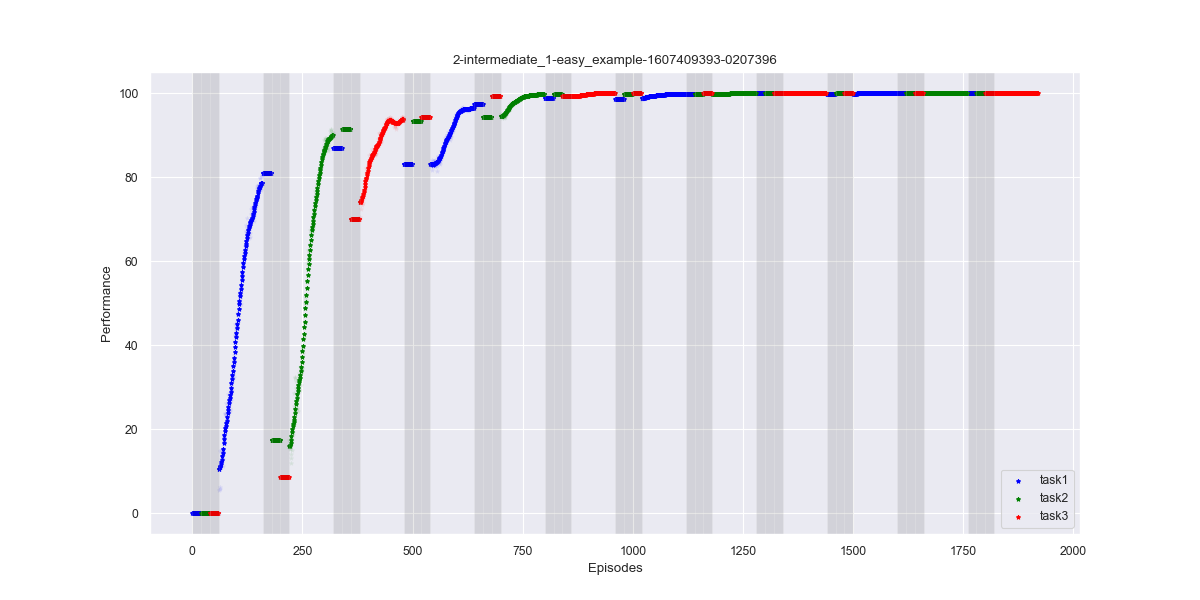 2-intermediate_1-easy_example-1607409393-0207396
Performance
100
80
60
40
20
0
0 250 500 750 1000 1250 1500 1750 2000
Episodes
task1
task2
task3